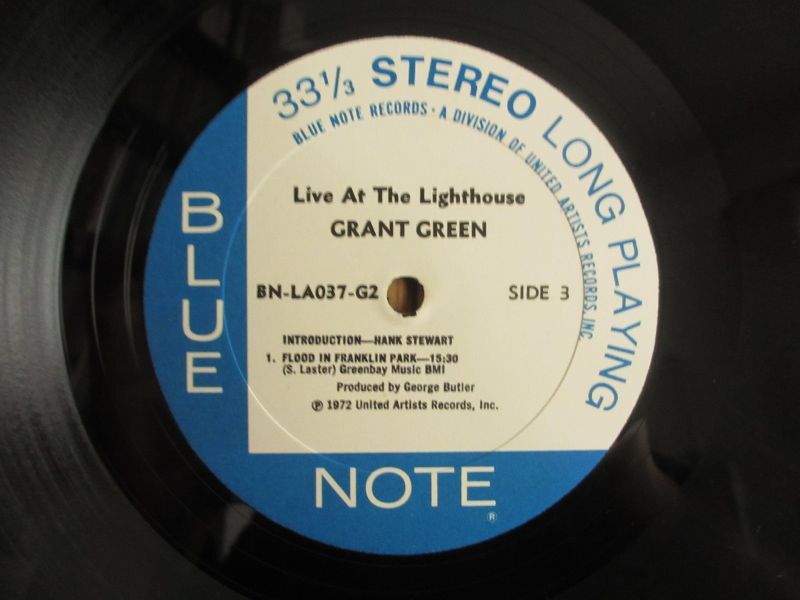 33⅓ STEREO LONG PLAYING
BLUE NOTE RECORDS · A DIVISION OF UNITED ARTISTS RECORDS, INC
Live At The Lighthouse
GRANT GREEN
BN-LA037-G2
SIDE 3
INTRODUCTION—HANK STEWART
1. FLOOD IN FRANKLIN PARK—15:30
(S. Laster) Greenbay Music BMI
Produced by George Butler
℗ 1972 United Artists Records, Inc.
BLUE
NOTE
®